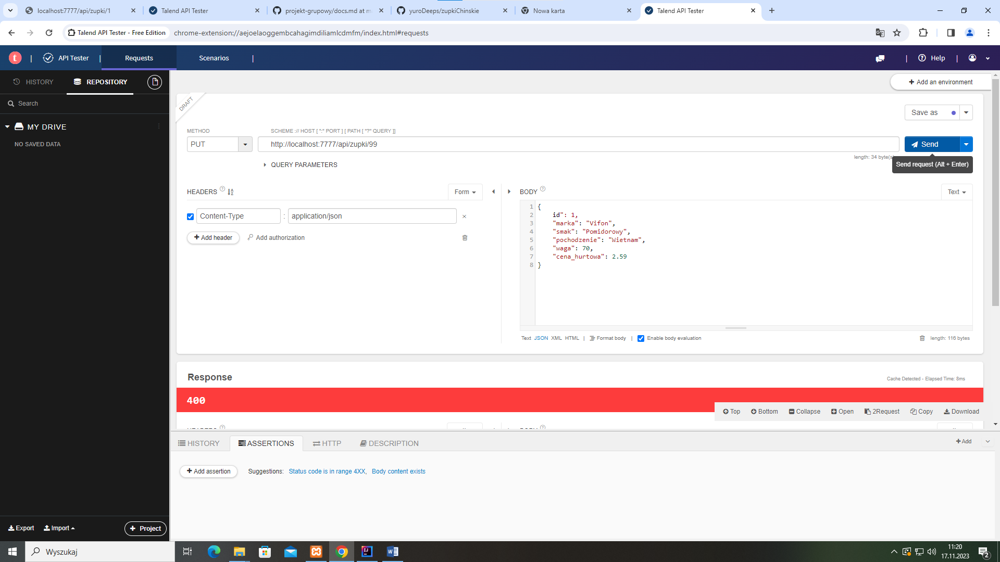 localhost:7777/api/zupki/1
Talend API Tester
projekt-grupowy/docs.md at m
yuroDeeps/zupkiChinskie
Nowa karta
Talend API Tester
Talend API Tester - Free Edition
chrome-extension://aejoelaoggembcahagimdiliamlcdmfm/index.html#requests
t | API Tester | Requests Scenarios | | Help |
HISTORY REPOSITORY
Search
MY DRIVE
NO SAVED DATA
+ Add an environment
DRAFT
Save as
METHOD SCHEME :// HOST [ ":" PORT ] [ PATH [ "?" QUERY ]]
PUT http://localhost:7777/api/zupki/99 Send
length: 34 byte(s)
Send request (Alt + Enter)
QUERY PARAMETERS
HEADERS ? Form
Content-Type : application/json ×
+ Add header Add authorization
BODY ? Text
1 {
2 id": 1,
3 "marka": "Vifon",
4 "smak": "Pomidorowy",
5 "pochodzenie": "Wietnam",
6 "waga": 70,
7 "cena_hurtowa": 2.59
8 }
Text JSON XML HTML | Format body | Enable body evaluation length: 116 bytes
Response
Cache Detected - Elapsed Time: 8ms
400
Top Bottom Collapse Open 2Request Copy Download
HISTORY ASSERTIONS HTTP DESCRIPTION + Add
+ Add assertion Suggestions: Status code is in range 4XX, Body content exists
Export Import + Project
Wyszukaj
11:20
17.11.2023
2